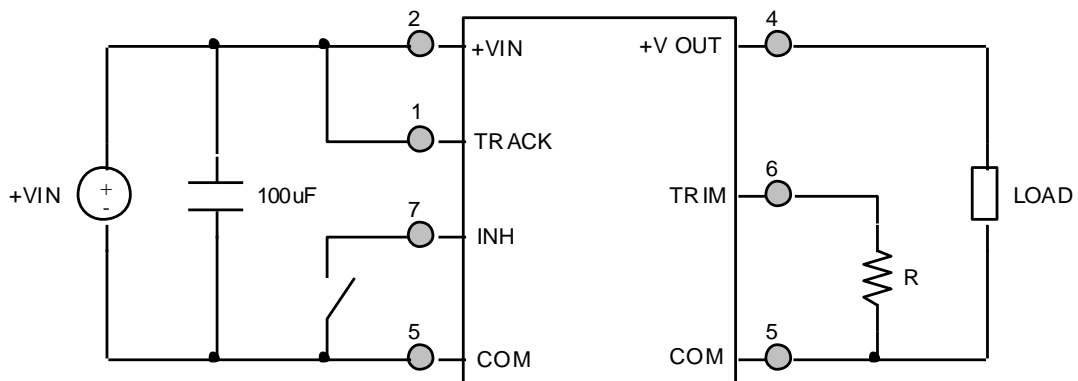 2
4
+VIN
+V OUT
1
TRACK
+VIN
+
-
100uF
6
TRIM
LOAD
7
INH
R
5
5
COM
COM